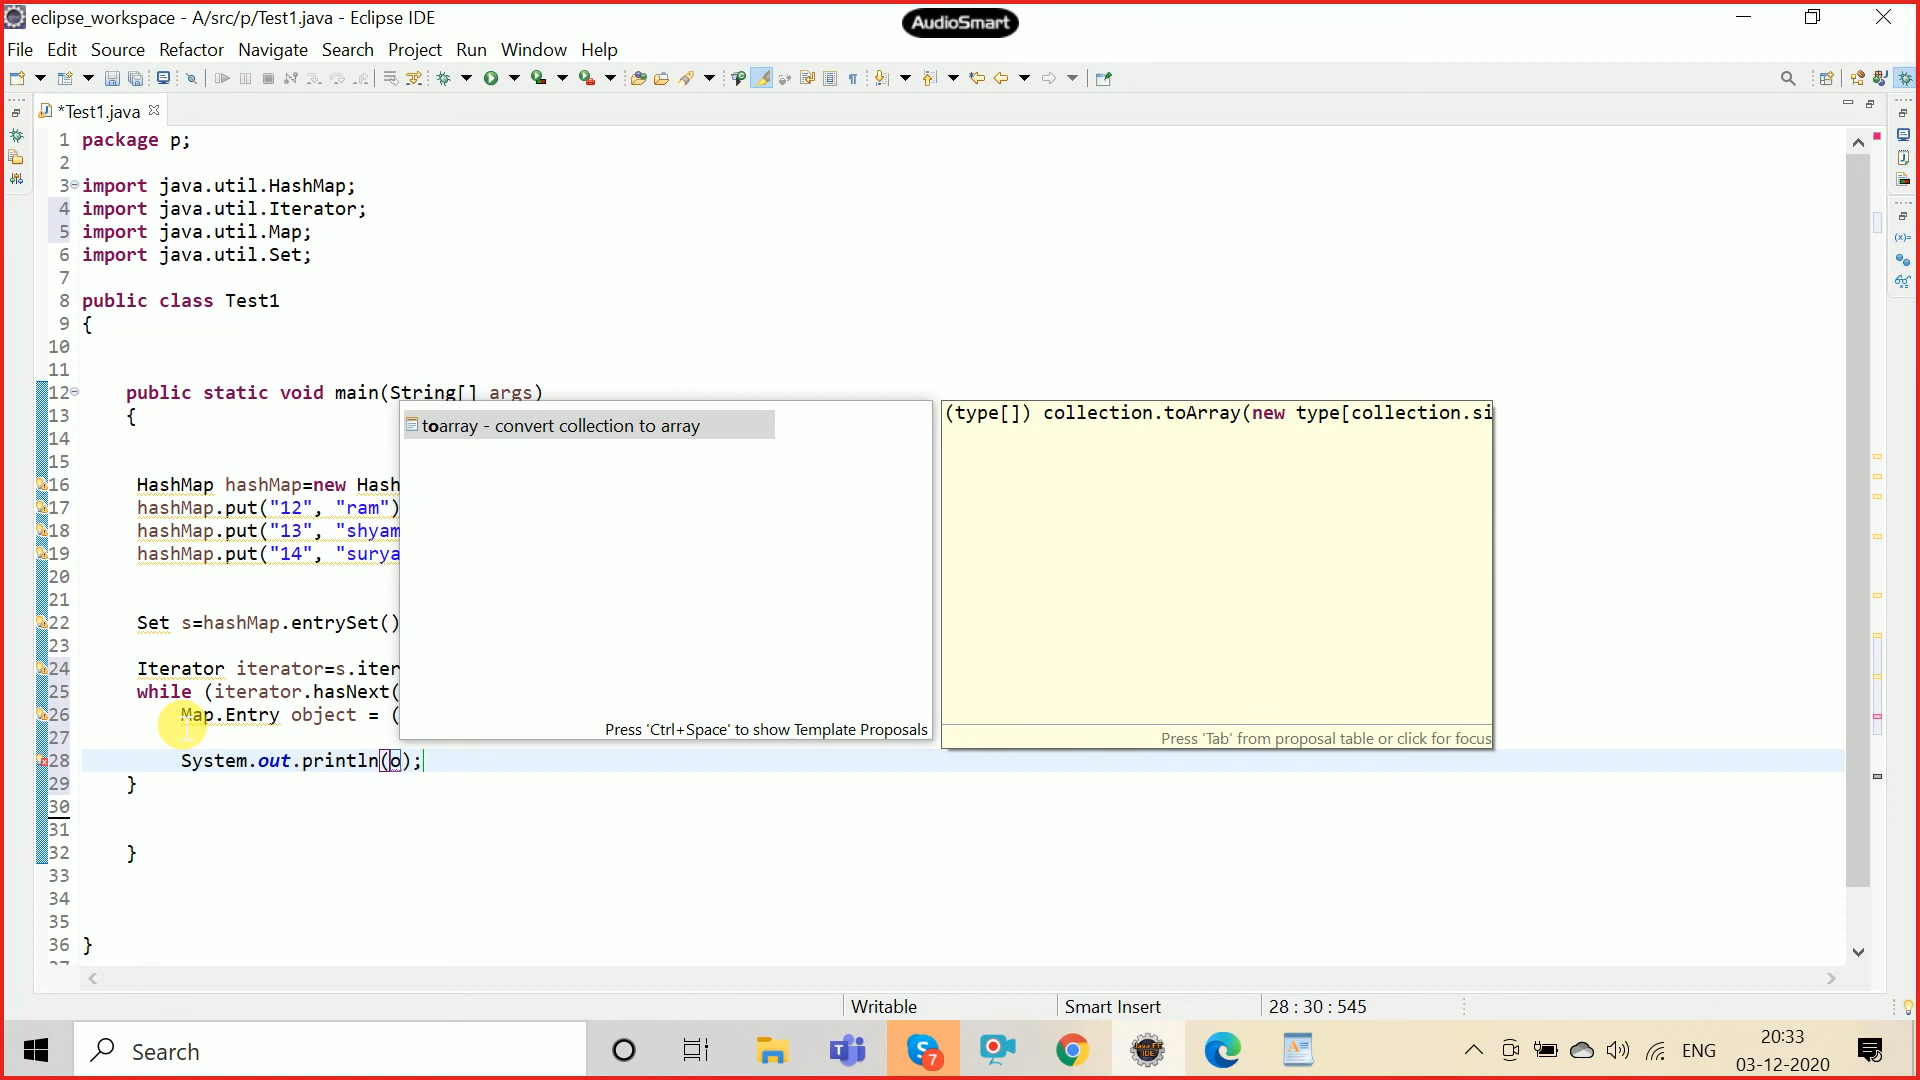 eclipse_workspace - A/src/p/Test1.java - Eclipse IDE
AudioSmart
File Edit Source Refactor Navigate Search Project Run Window Help
*Test1.java
1 package p;
2
3 import java.util.HashMap;
4 import java.util.Iterator;
5 import java.util.Map;
6 import java.util.Set;
7
8 public class Test1
9 {
10
11
12 public static void main(String[] args)
13 {
14
15
16 HashMap hashMap=new Hash
17 hashMap.put("12", "ram")
18 hashMap.put("13", "shyam
19 hashMap.put("14", "surya
20
21
22 Set s=hashMap.entrySet()
23
24 Iterator iterator=s.iter
25 while (iterator.hasNext(
26 Map.Entry object = (
27
28 System.out.println(o);
29 }
30
31
32 }
33
34
35
36 }
toarray - convert collection to array
Press 'Ctrl+Space' to show Template Proposals
(type[]) collection.toArray(new type[collection.si
Press 'Tab' from proposal table or click for focus
Writable Smart Insert 28 : 30 : 545
Search
7
ENG
20:33
03-12-2020